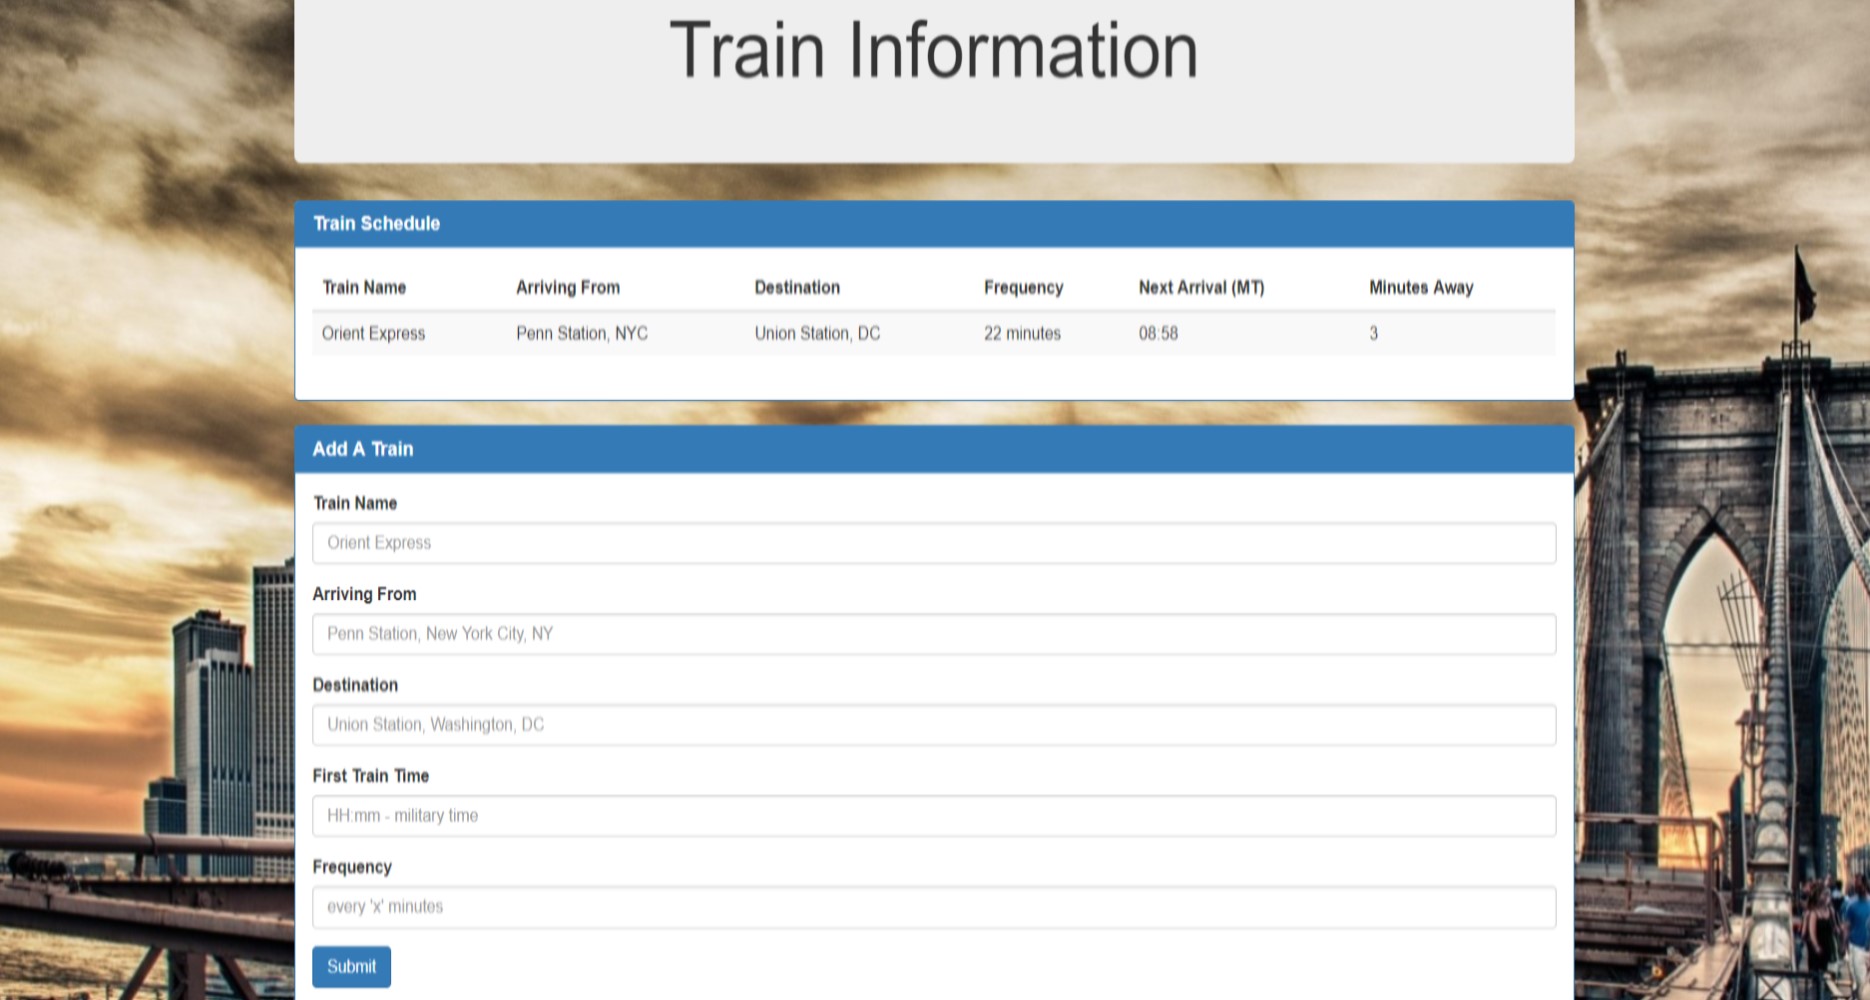 Train Information
Train Schedule
Train Name Arriving From Destination Frequency Next Arrival (MT) Minutes Away
Orient Express Penn Station, NYC Union Station, DC 22 minutes 08:58 3
Add A Train
Train Name
Orient Express
Arriving From
Penn Station, New York City, NY
Destination
Union Station, Washington, DC
First Train Time
HH:mm - military time
Frequency
every 'x' minutes
Submit